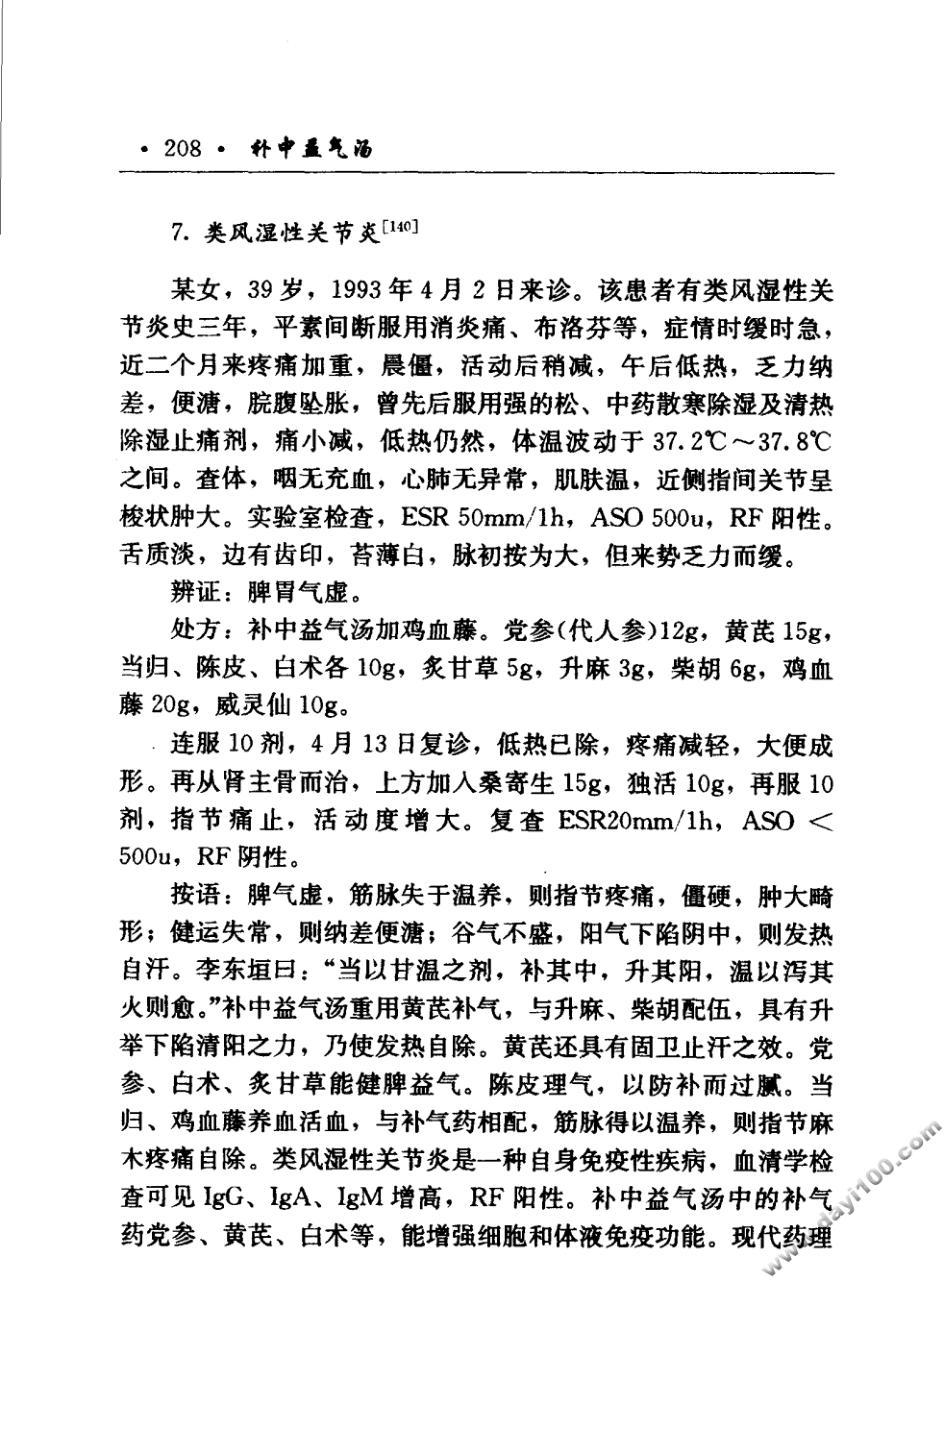 · 208 · 补中益气汤
7. 类风湿性关节炎[140]
某女，39 岁，1993 年 4 月 2 日来诊。该患者有类风湿性关
节炎史三年，平素间断服用消炎痛、布洛芬等，症情时缓时急，
近二个月来疼痛加重，晨僵，活动后稍减，午后低热，乏力纳
差，便溏，脘腹坠胀，曾先后服用强的松、中药散寒除湿及清热
除湿止痛剂，痛小减，低热仍然，体温波动于 37.2℃～37.8℃
之间。查体，咽无充血，心肺无异常，肌肤温，近侧指间关节呈
梭状肿大。实验室检查，ESR 50mm/1h，ASO 500u，RF 阳性。
舌质淡，边有齿印，苔薄白，脉初按为大，但来势乏力而缓。
辨证：脾胃气虚。
处方：补中益气汤加鸡血藤。党参(代人参)12g，黄芪 15g，
当归、陈皮、白术各 10g，炙甘草 5g，升麻 3g，柴胡 6g，鸡血
藤 20g，威灵仙 10g。
连服 10 剂，4 月 13 日复诊，低热已除，疼痛减轻，大便成
形。再从肾主骨而治，上方加入桑寄生 15g，独活 10g，再服 10
剂，指节痛止，活动度增大。复查 ESR20mm/1h，ASO <
500u，RF 阴性。
按语：脾气虚，筋脉失于温养，则指节疼痛，僵硬，肿大畸
形；健运失常，则纳差便溏；谷气不盛，阳气下陷阴中，则发热
自汗。李东垣曰：“当以甘温之剂，补其中，升其阳，温以泻其
火则愈。”补中益气汤重用黄芪补气，与升麻、柴胡配伍，具有升
举下陷清阳之力，乃使发热自除。黄芪还具有固卫止汗之效。党
参、白术、炙甘草能健脾益气。陈皮理气，以防补而过腻。当
归、鸡血藤养血活血，与补气药相配，筋脉得以温养，则指节麻
木疼痛自除。类风湿性关节炎是一种自身免疫性疾病，血清学检
查可见 IgG、IgA、IgM 增高，RF 阳性。补中益气汤中的补气
药党参、黄芪、白术等，能增强细胞和体液免疫功能。现代药理
www.dayi100.com